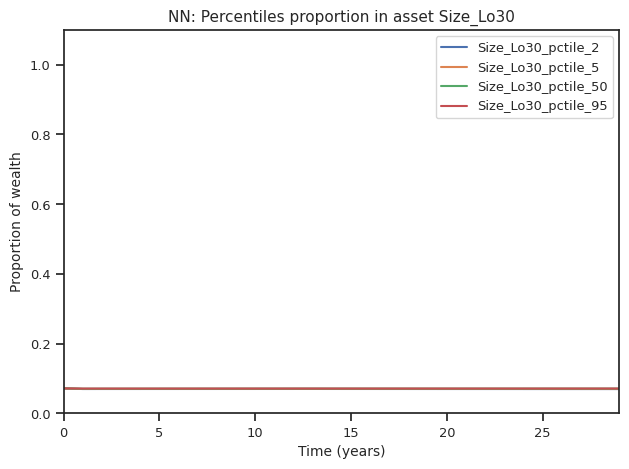 NN: Percentiles proportion in asset Size_Lo30
Size_Lo30_pctile_2
Size_Lo30_pctile_5
Size_Lo30_pctile_50
Size_Lo30_pctile_95
Proportion of wealth
1.0
0.8
0.6
0.4
0.2
0.0
0 5 10 15 20 25
Time (years)